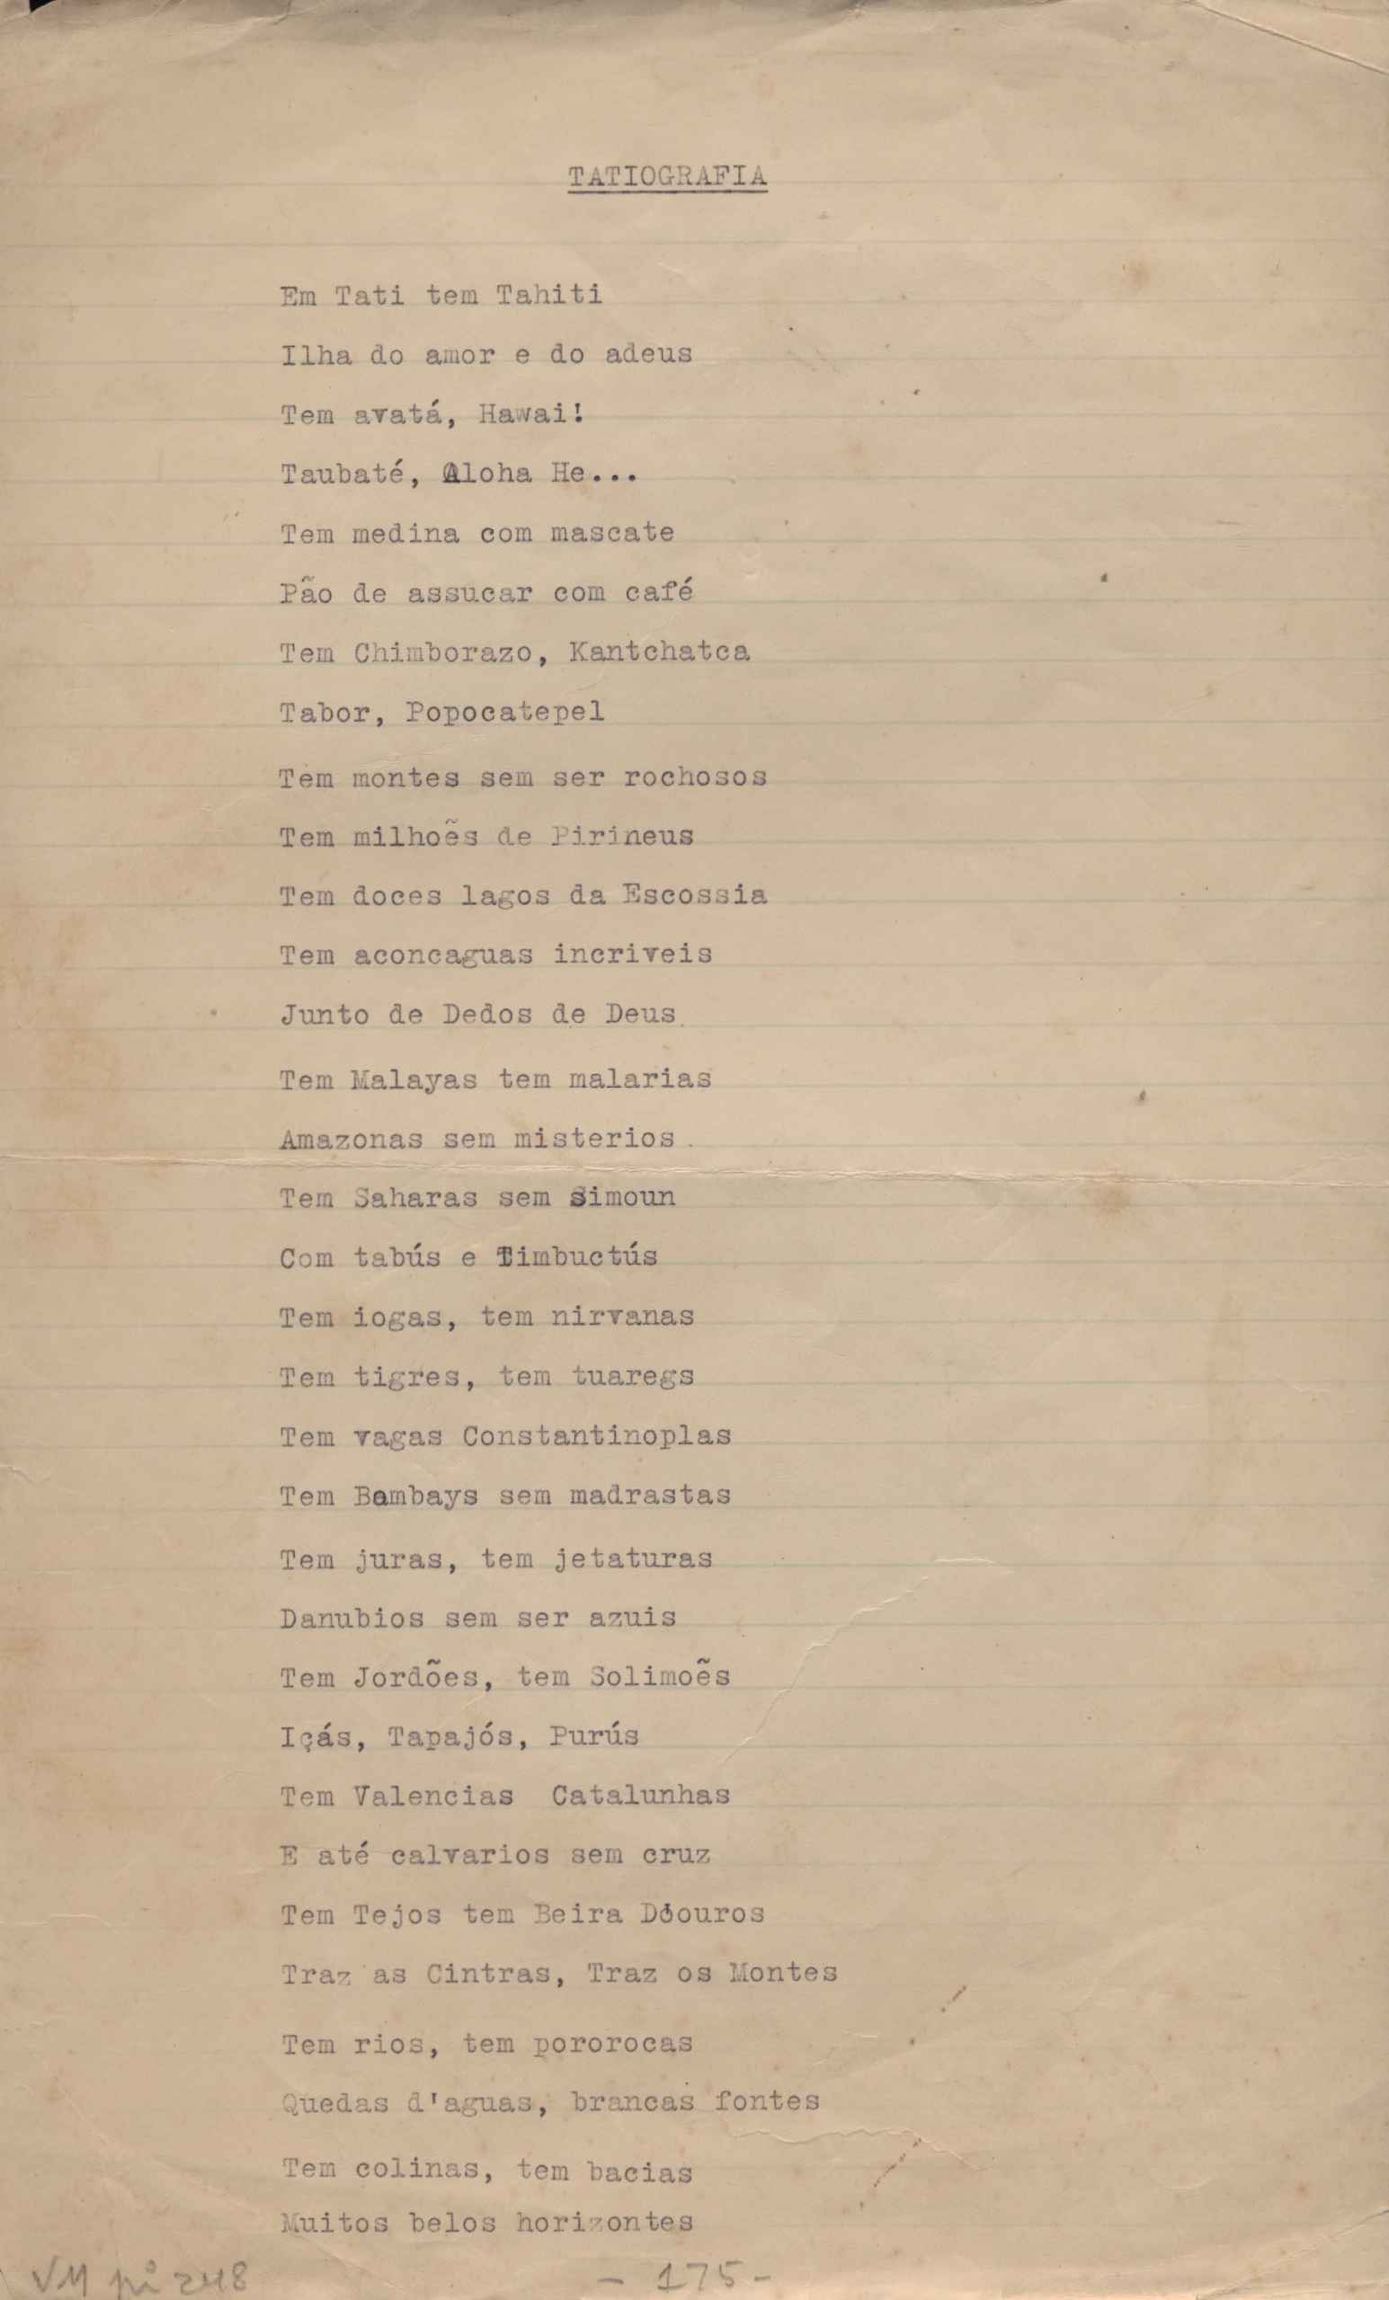 TATIOGRAFIA
Em Tati tem Tahiti
Ilha do amor e do adeus
Tem avatá, Hawai!
Taubaté, Aloha He...
Tem medina com mascate
Pão de assucar com café
Tem Chimborazo, Kantchatca
Tabor, Popocatepel
Tem montes sem ser rochosos
Tem milhoẽs de Pirineus
Tem doces lagos da Escossia
Tem aconcaguas incriveis
Junto de Dedos de Deus
Tem Malayas tem malarias
Amazonas sem misterios
Tem Saharas sem Simoun
Com tabús e Timbuctús
Tem iogas, tem nirvanas
Tem tigres, tem tuaregs
Tem vagas Constantinoplas
Tem Bombays sem madrastas
Tem juras, tem jetaturas
Danubios sem ser azuis
Tem Jordões, tem Solimoẽs
Içás, Tapajós, Purús
Tem Valencias Catalunhas
E até calvarios sem cruz
Tem Tejos tem Beira Dóouros
Traz as Cintras, Traz os Montes
Tem rios, tem pororocas
Quedas d'aguas, brancas fontes
Tem colinas, tem bacias
Muitos belos horizontes
VM pi 248
- 175 -